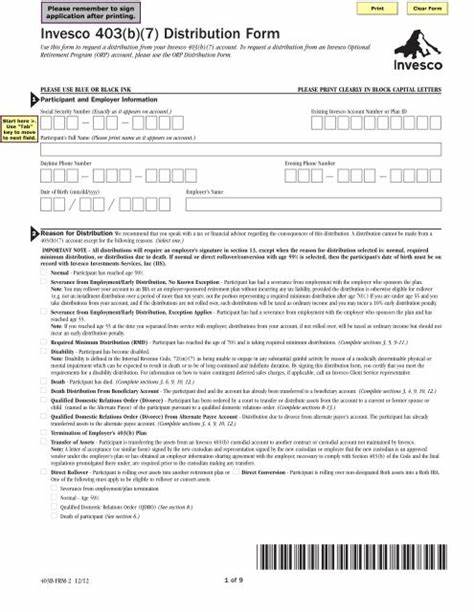 Please remember to sign
application after printing.
Print
Clear Form
Invesco 403(b)(7) Distribution Form
Use this form to request a distribution from your Invesco 403(b)(7) account. To request a distribution from an Invesco Optional
Retirement Program (ORP) account, please use the ORP Distribution Form.
Invesco
PLEASE USE BLUE OR BLACK INK
PLEASE PRINT CLEARLY IN BLOCK CAPITAL LETTERS
1 Participant and Employer Information
Start here >.
Use "Tab"
key to move
to next field.
Social Security Number (Exactly as it appears on account.)
Existing Invesco Account Number or Plan ID
Participant's Full Name (Please print name as it appears on account.)
Daytime Phone Number
Evening Phone Number
Date of Birth (mm/dd/yyyy)
Employer's Name
2 Reason for Distribution We recommend that you speak with a tax or financial advisor regarding the consequences of this distribution. A distribution cannot be made from a
403(b)(7) account except for the following reasons. (Select one.)
IMPORTANT NOTE - All distributions will require an employer's signature in section 13, except when the reason for distribution selected is: normal, required
minimum distribution, or distribution due to death. If normal or direct rollover/conversion with age 59½ is selected, then the participant's date of birth must be on
record with Invesco Investment Services, Inc. (IIS).
Normal - Participant has reached age 59½.
Severance from Employment/Early Distribution, No Known Exception - Participant has had a severance from employment with the employer who sponsors the plan.
Note: You may rollover your account to an IRA or an employer-sponsored retirement plan without incurring any tax liability, provided the distribution is otherwise eligible for rollover
(e.g. not an installment distribution over a period of more than ten years, not the portion representing a required minimum distribution after age 70½) If you are under age 55 and you
take distributions from your account, and if the distributions are not rolled over, such distributions will be taxed as ordinary income and you may incur a 10% early distribution penalty.
Severance from Employment/Early Distribution, Exception Applies - Participant has had a severance from employment with the employer who sponsors the plan and has
reached age 55.
Note: If you reached age 55 at the time you separated from service with your employer, distributions from your account, if not rolled over, will be taxed as ordinary income but should not
incur an early distribution penalty.
Required Minimum Distribution (RMD) - Participant has reached the age of 70½ and is taking required minimum distributions.
Disability - Participant has become disabled.
Note: Disability is defined in the Internal Revenue Code, "72(m)(7) as being unable to engage in any substantial gainful activity by reason of a medically determinable physical or
mental impairment which can be expected to result in death or to be of long continued and indefinite duration. By signing this distribution form, you certify that you meet the
requirements for a disability distribution. For information on how to waive contingent deferred sales charges, if applicable, call an Invesco Client Service representative.
Death - Participant has died. (Complete sections 3, 6, 9, 10, 12.)
Death Distribution From Beneficiary Account - The participant died and the account has already been transferred to a beneficiary account. (Complete sections 3, 4, 9, 10, 12.)
Qualified Domestic Relations Order (Divorce) - Participant has been ordered by a court to transfer or distribute assets from the account to a current or former spouse or
child (named as the Alternate Payee) of the participant pursuant to a qualified domestic relations order.
Qualified Domestic Relations Order (Divorce) From Alternate Payee Account - Distribution due to divorce from alternate payee's account. The participant has already
transferred assets to the alternate payee account. (Complete sections 3, 4, 9, 10, 12.)
Termination of Employer's 403(b) Plan
Transfer of Assets - Participant is transferring the assets from an Invesco 403(b) custodial account to another contract or custodial account not maintained by Invesco.
Note: A letter of acceptance (or similar form) signed by the new custodian and representation signed by the new custodian or employer that the new custodian is an approved
vendor under the employer's plan or has obtained an employer information sharing agreement with the employer, necessary to comply with Section 403(b) of the Code and the final
regulations promulgated there under, are required prior to the custodian making any transfer.
Direct Rollover - Participant is rolling over assets into another retirement plan or Direct Conversion - Participant is rolling over non-designated Roth assets into a Roth IRA.
One of the following must apply to be eligible to rollover or convert assets
Severance from employment/plan termination
Normal - Age 59½
Qualified Domestic Relations Order (QDRO) (See section 8.)
Death of participant (See section 6.)
403B-FRM-2 12/12
1 of 9